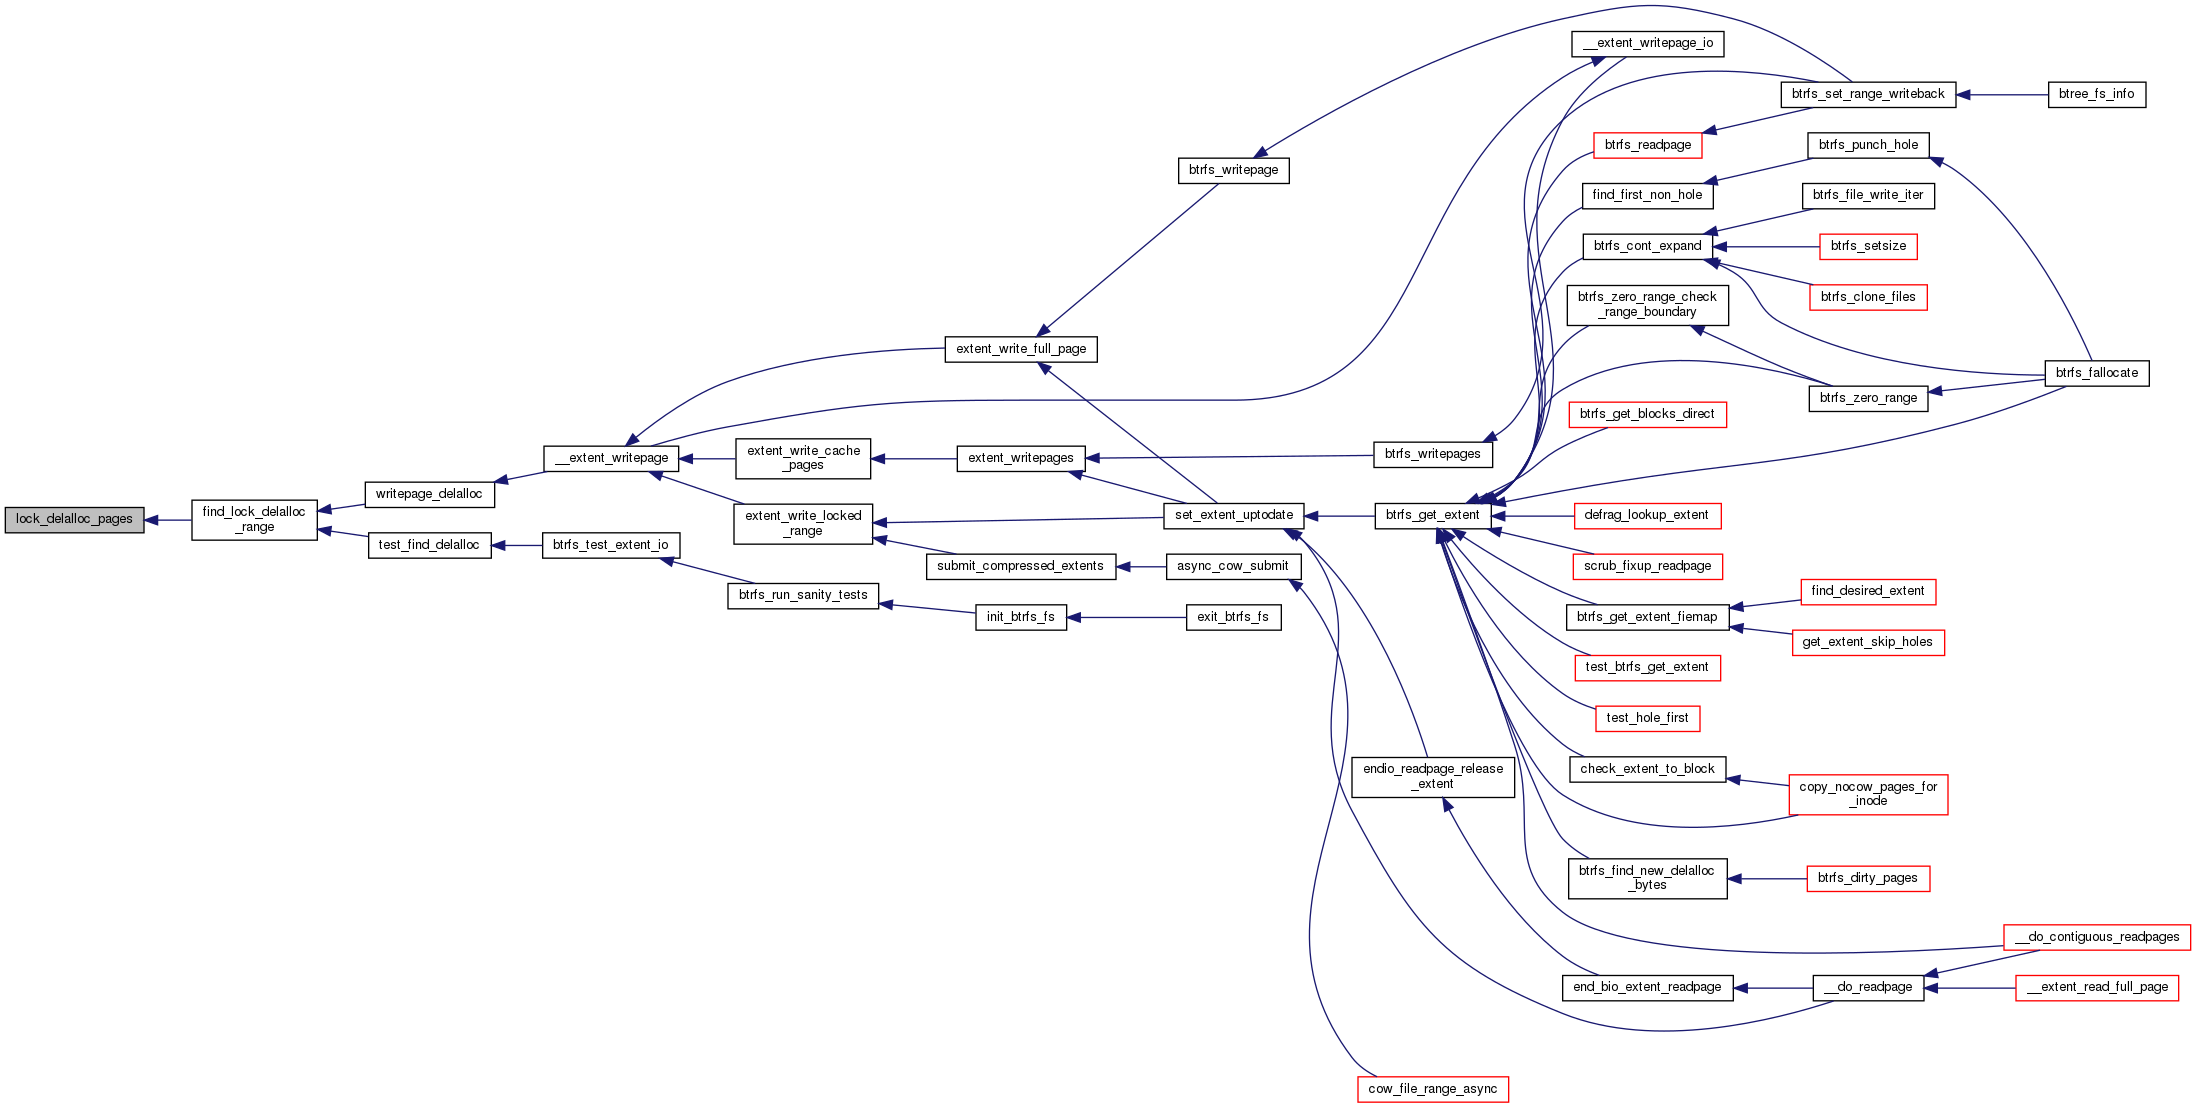 lock_delalloc_pages
find_lock_delalloc
_range
writepage_delalloc
test_find_delalloc
__extent_writepage
btrfs_test_extent_io
extent_write_cache
_pages
extent_write_locked
_range
btrfs_run_sanity_tests
extent_write_full_page
extent_writepages
submit_compressed_extents
init_btrfs_fs
btrfs_writepage
set_extent_uptodate
async_cow_submit
exit_btrfs_fs
btrfs_writepages
btrfs_get_extent
endio_readpage_release
_extent
cow_file_range_async
__extent_writepage_io
btrfs_readpage
find_first_non_hole
btrfs_cont_expand
btrfs_zero_range_check
_range_boundary
btrfs_get_blocks_direct
defrag_lookup_extent
scrub_fixup_readpage
btrfs_get_extent_fiemap
test_btrfs_get_extent
test_hole_first
check_extent_to_block
btrfs_find_new_delalloc
_bytes
end_bio_extent_readpage
btrfs_set_range_writeback
btrfs_punch_hole
btrfs_file_write_iter
btrfs_setsize
btrfs_clone_files
btrfs_zero_range
find_desired_extent
get_extent_skip_holes
copy_nocow_pages_for
_inode
btrfs_dirty_pages
__do_readpage
btree_fs_info
btrfs_fallocate
__do_contiguous_readpages
__extent_read_full_page